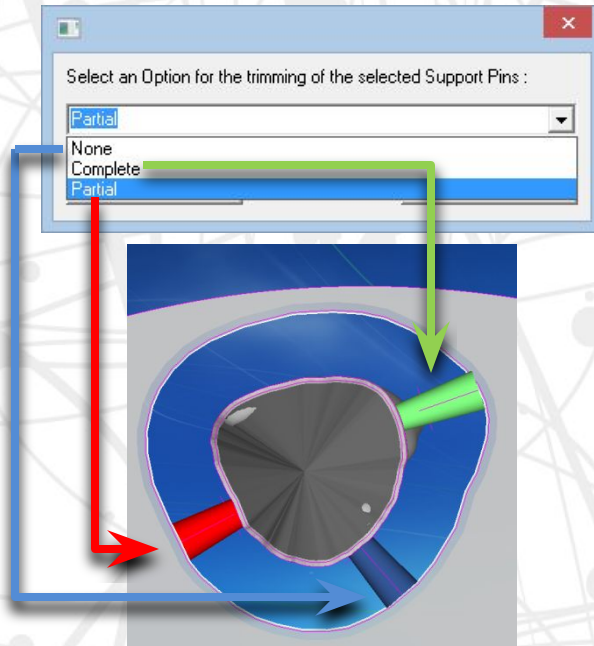 Select an Option for the trimming of the selected Support Pins :
Partial
None
Complete
Partial